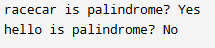 racecar is palindrome? Yes
hello is palindrome? No